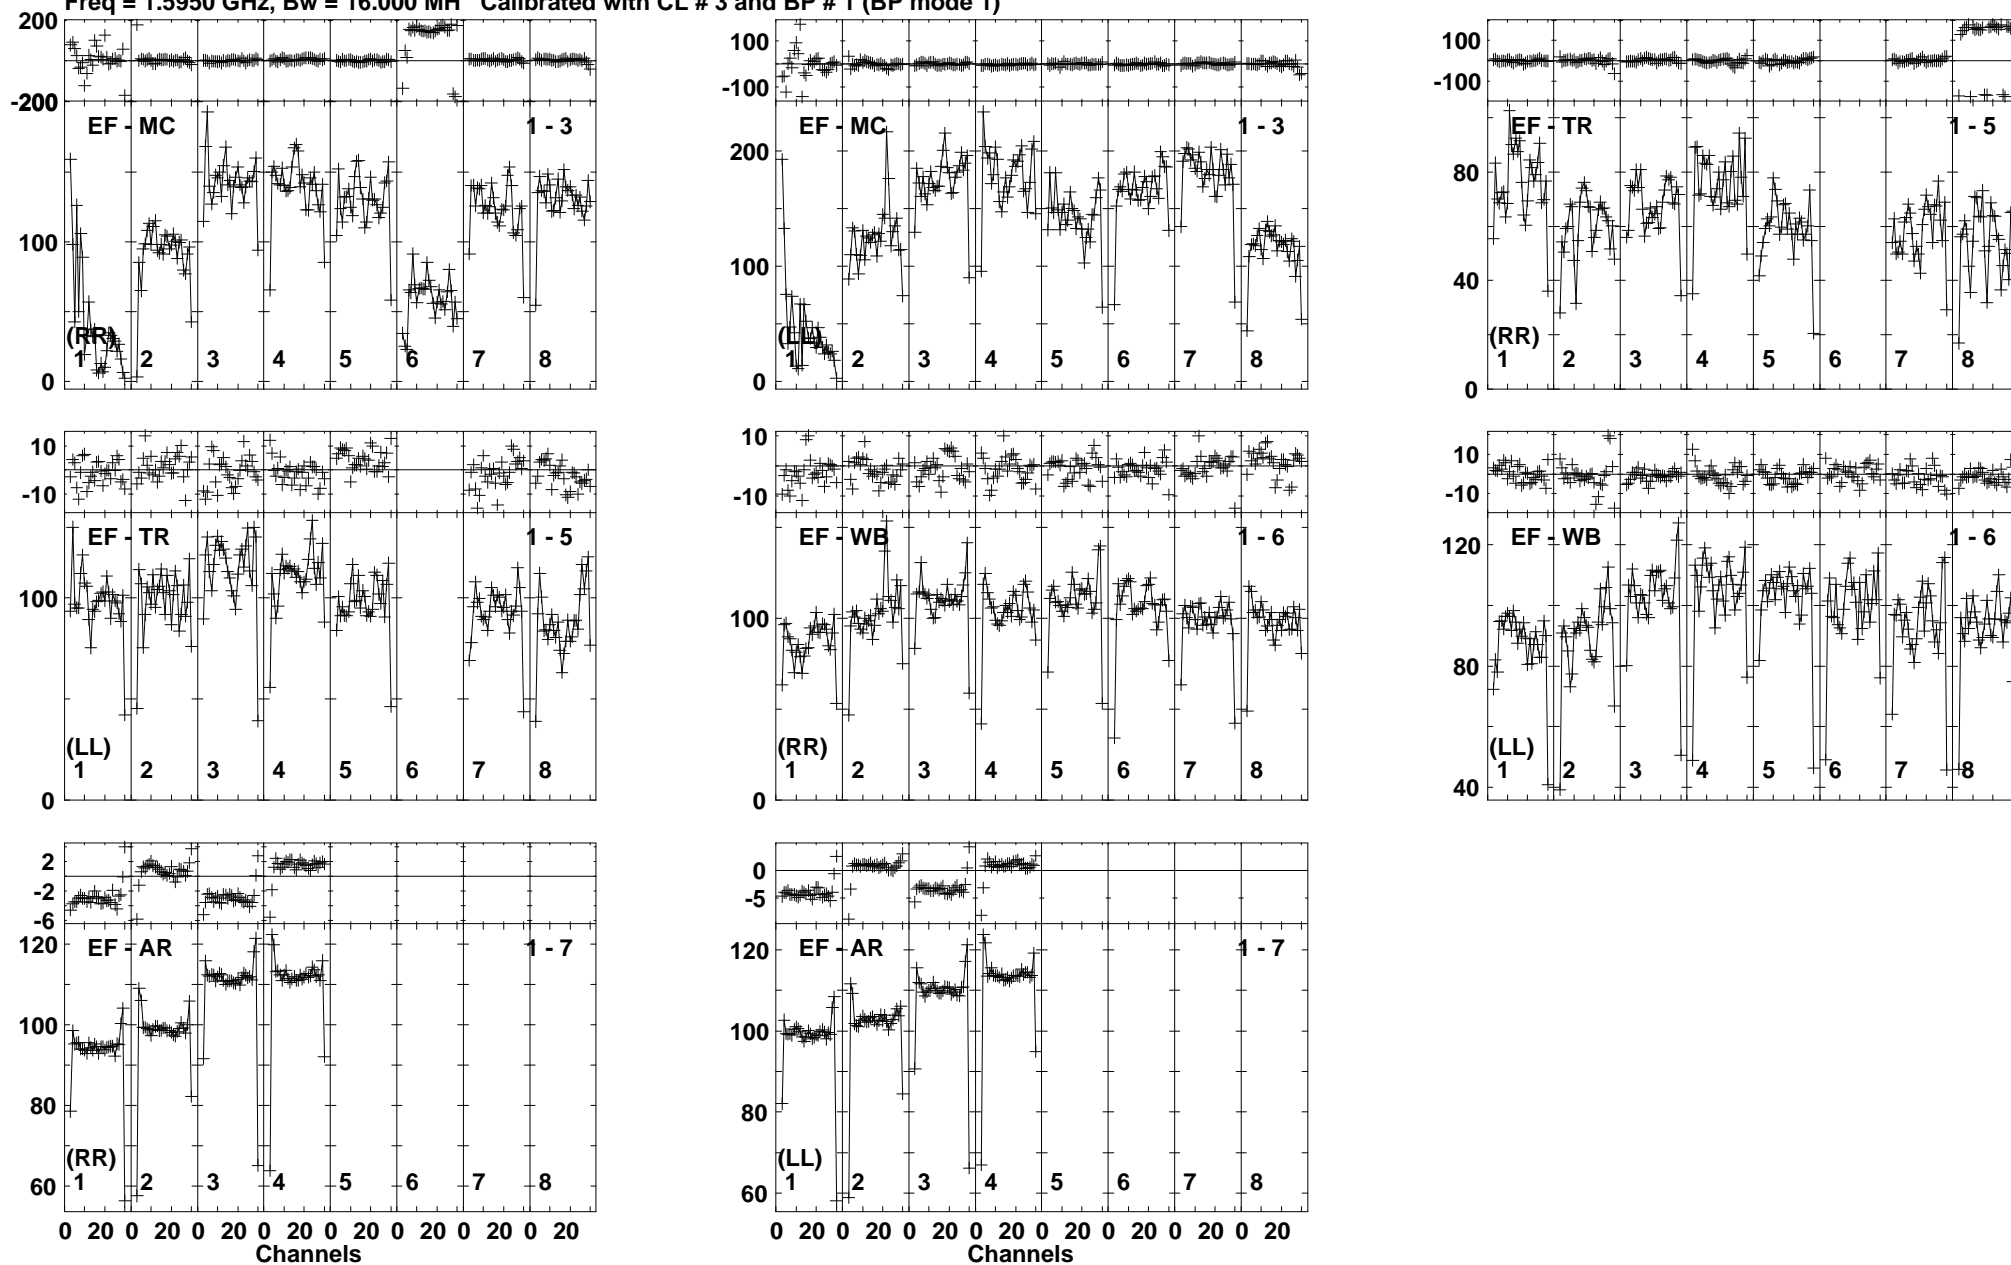 Freq = 1.5950 GHz, Bw = 16.000 MH Calibrated with CL # 3 and BP # 1 (BP mode 1)
200
-200
100
0
EF - MC 1 - 3
(RR)
1 2 3 4 5 6 7 8
100
-100
200
100
0
EF - MC 1 - 3
(LL)
1 2 3 4 5 6 7 8
100
-100
80
40
0
EF - TR 1 - 5
(RR)
1 2 3 4 5 6 7 8
10
-10
100
0
EF - TR 1 - 5
(LL)
1 2 3 4 5 6 7 8
10
-10
100
0
EF - WB 1 - 6
(RR)
1 2 3 4 5 6 7 8
10
-10
120
80
40
EF - WB 1 - 6
(LL)
1 2 3 4 5 6 7 8
2
-2
-6
120
100
80
60
EF - AR 1 - 7
(RR)
1 2 3 4 5 6 7 8
0 20 0 20 0 20 0 20 0 20 0 20 0 20 0 20
Channels
0
-5
120
100
80
60
EF - AR 1 - 7
(LL)
1 2 3 4 5 6 7 8
0 20 0 20 0 20 0 20 0 20 0 20 0 20 0 20
Channels